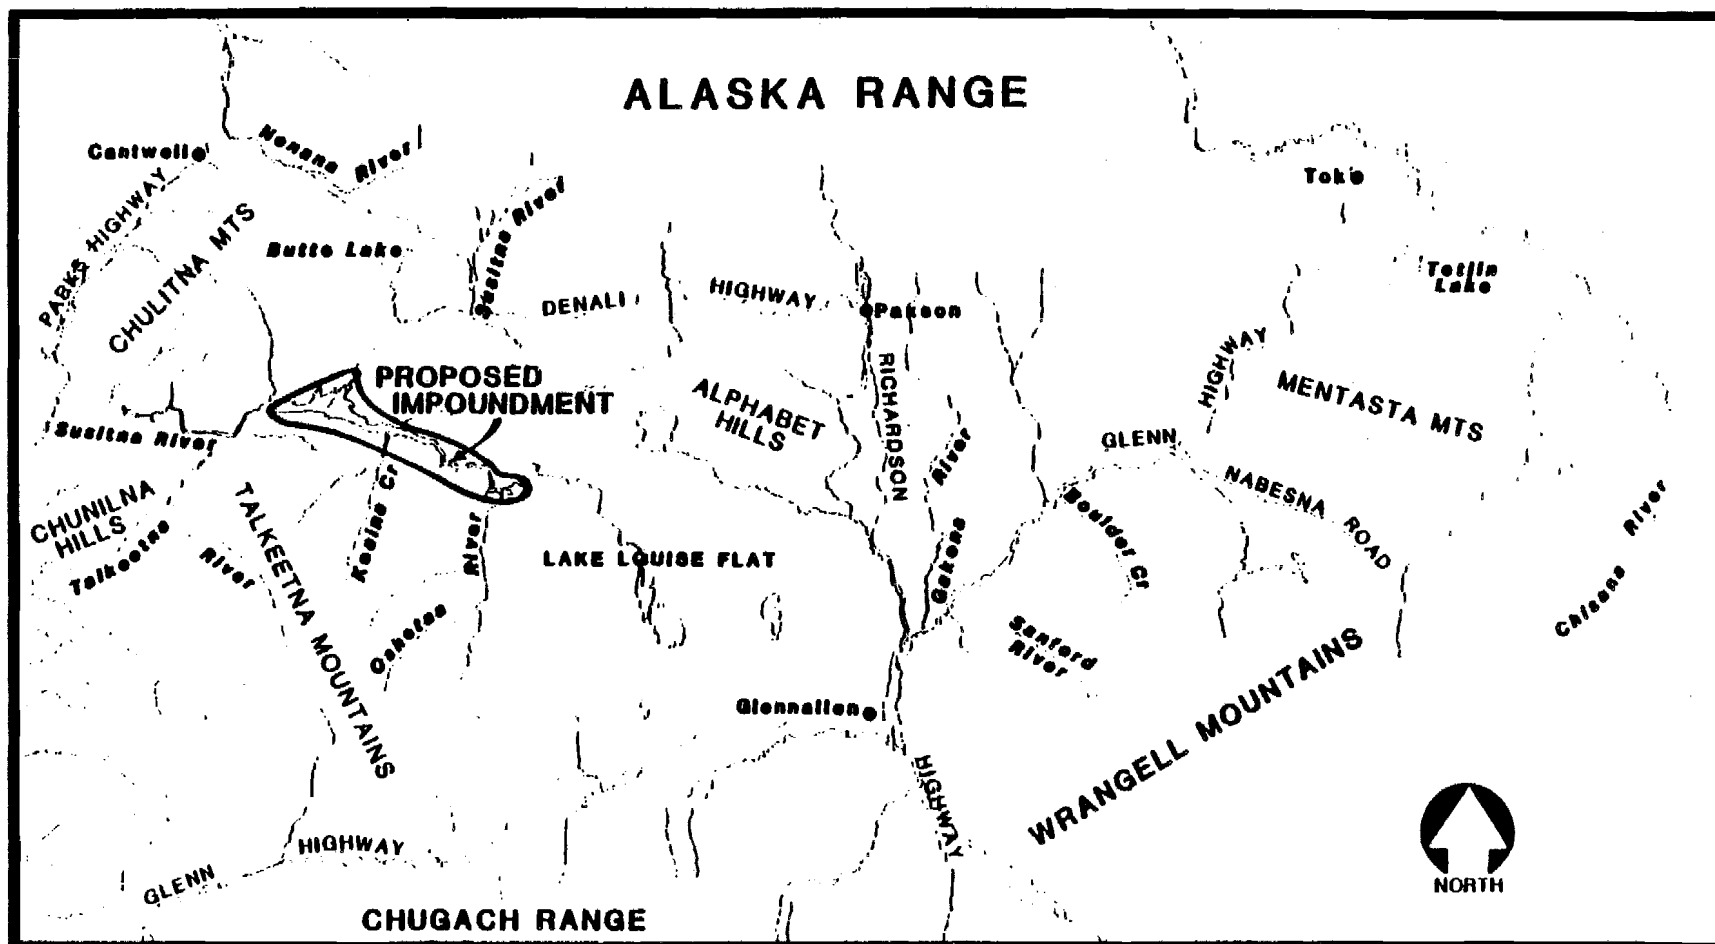 ALASKA RANGE
Cantwell
Nenana River
PARKS HIGHWAY
CHULITNA MTS
Butte Lake
Susitna River
DENALI HIGHWAY
Paxson
Tok
Tetlin
Lake
PROPOSED
IMPOUNDMENT
ALPHABET
HILLS
RICHARDSON
HIGHWAY
MENTASTA MTS
GLENN
NABESNA ROAD
Susitna River
CHUNILNA
HILLS
Talkeetna
River
TALKEETNA MOUNTAINS
Kosina Cr
Oshetna
River
LAKE LOUISE FLAT
Gakona
River
Boulder Cr
Sanford
River
Chisana River
Glennallen
HIGHWAY
WRANGELL MOUNTAINS
GLENN HIGHWAY
CHUGACH RANGE
NORTH